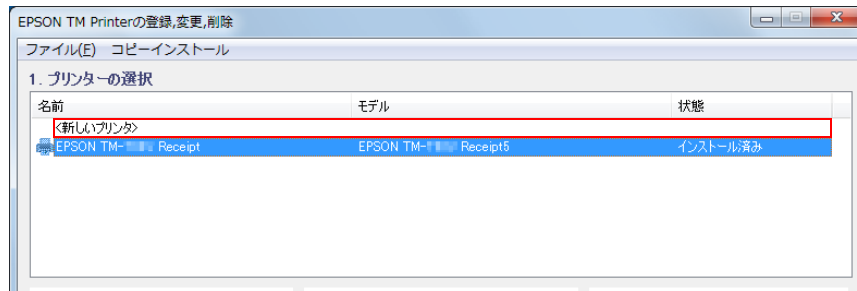 EPSON TM Printerの登録,変更,削除
ファイル(F) コピーインストール
1. プリンターの選択
名前 モデル 状態
<新しいプリンタ>
EPSON TM- Receipt EPSON TM- Receipt5 インストール済み